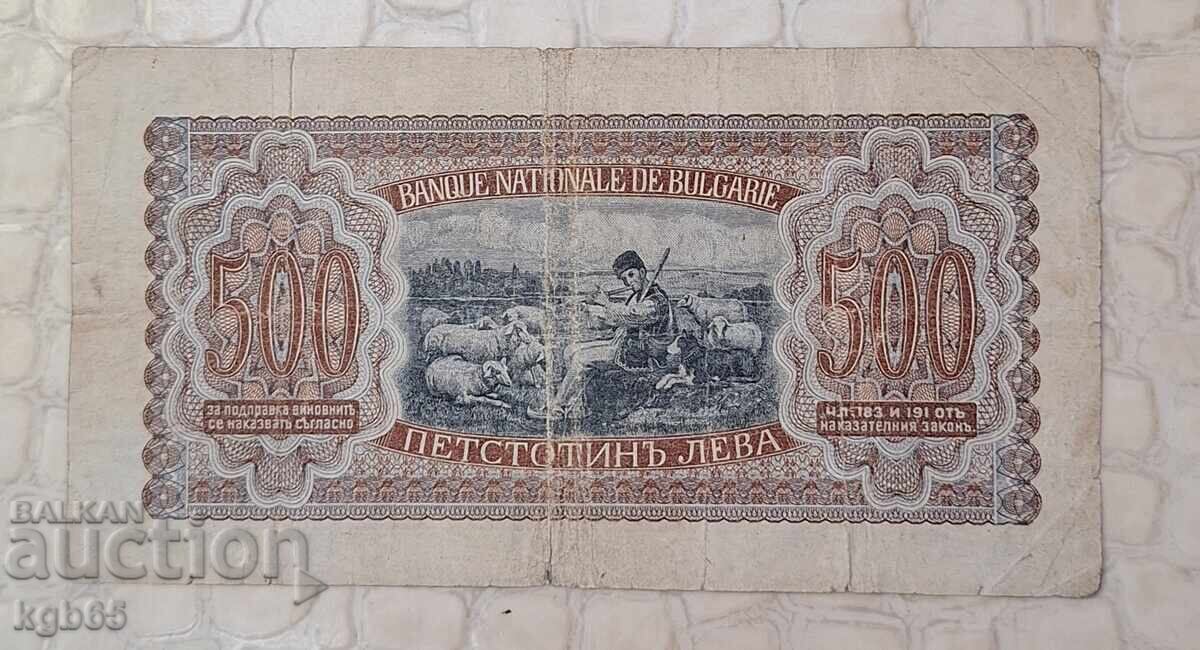 BANQUE NATIONALE DE BULGARIE
500
500
ЗА ПОДПРАВКА ВИНОВНИТѢ
СЕ НАКАЗВАТЪ СЪГЛАСНО
ЧЛ. 183 И 191 ОТЪ
НАКАЗАТЕЛНИЯ ЗАКОНЪ.
ПЕТСТОТИНЪ ЛЕВА
BALKAN
auction
kgb65